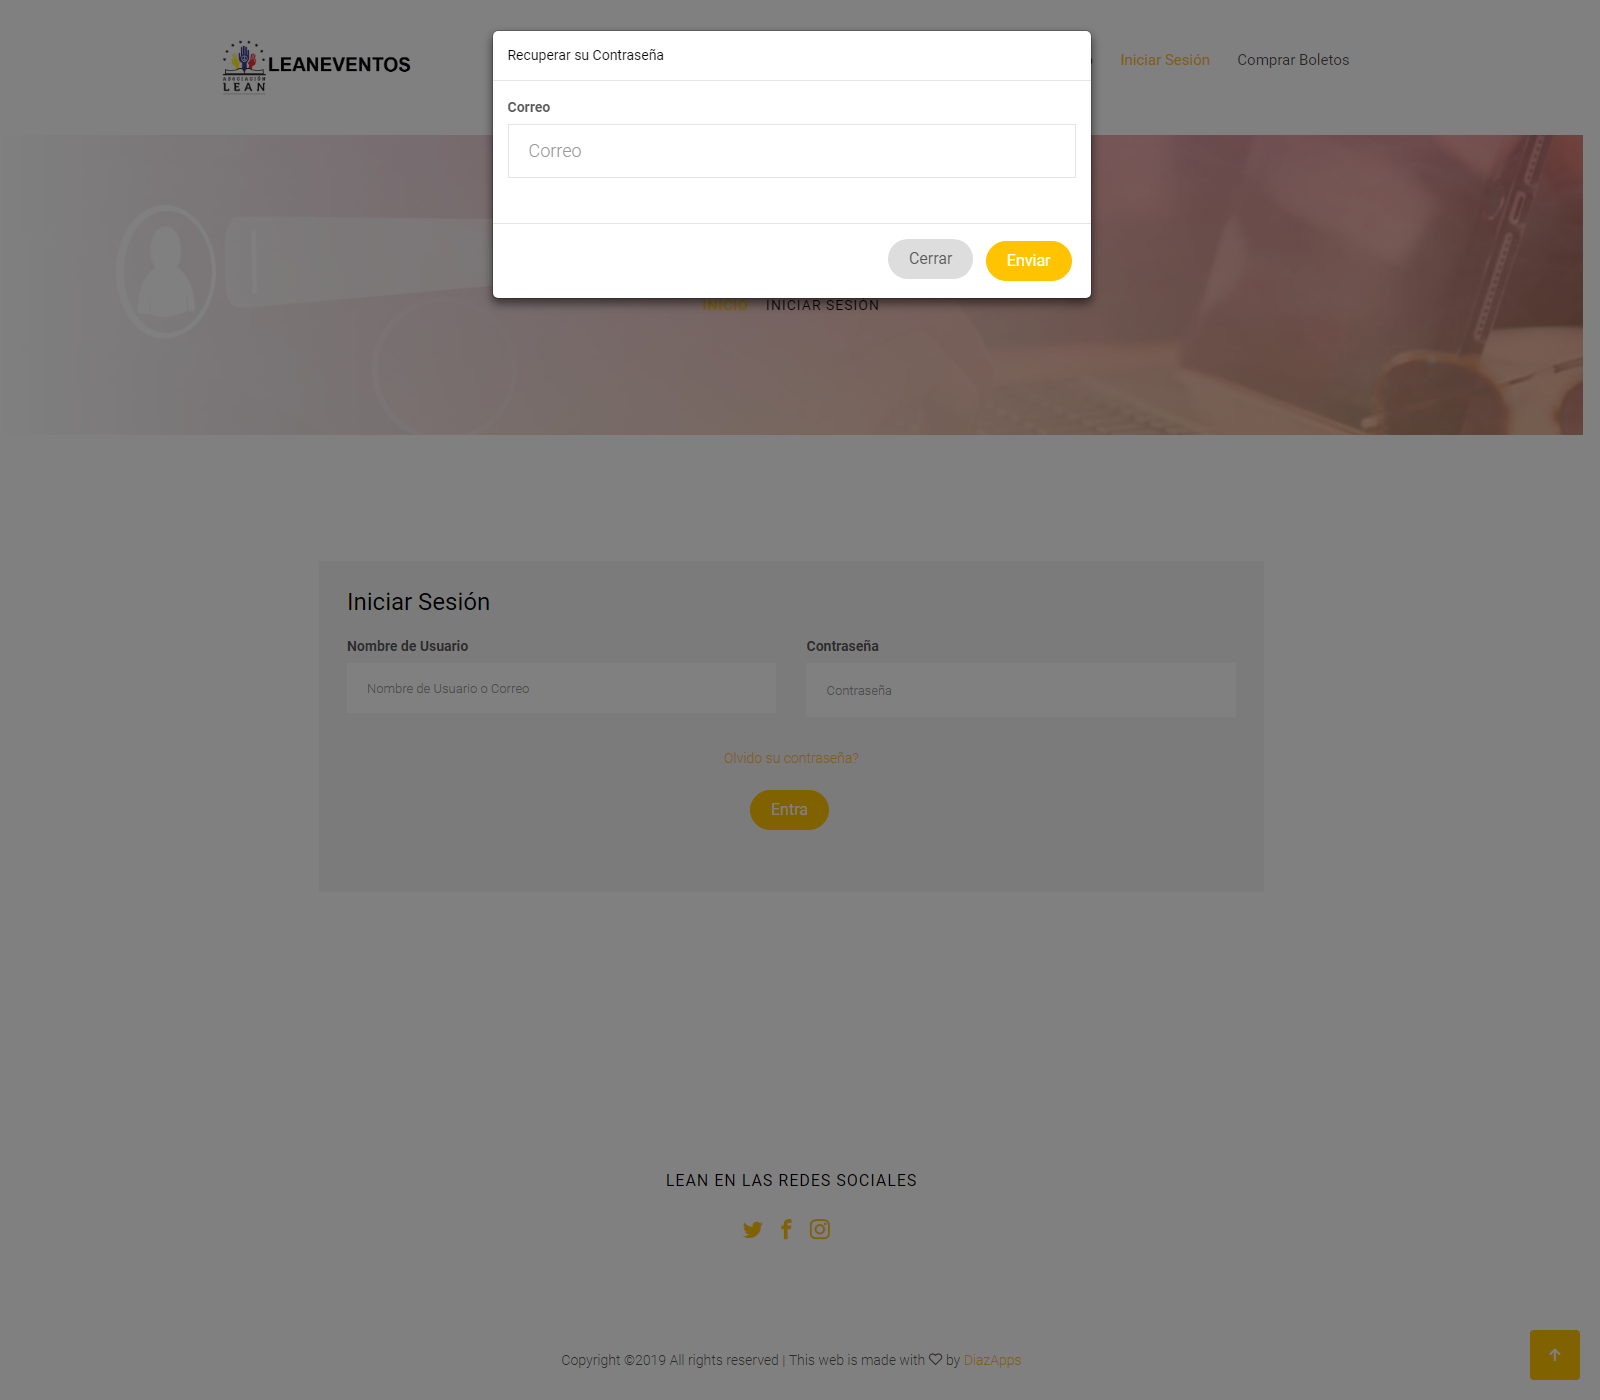 ASOCIACIÓN
LEAN
LEANEVENTOS
Iniciar Sesión
Comprar Boletos
Recuperar su Contraseña
Correo
Correo
Cerrar
Enviar
INICIO
INICIAR SESIÓN
Iniciar Sesión
Nombre de Usuario
Contraseña
Nombre de Usuario o Correo
Contraseña
Olvido su contraseña?
Entra
LEAN EN LAS REDES SOCIALES
Copyright ©2019 All rights reserved | This web is made with ♡ by DiazApps